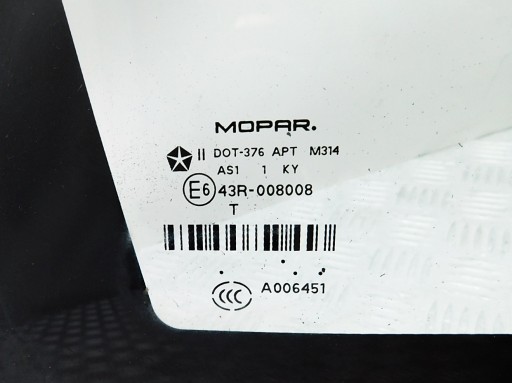 MOPAR.
II DOT-376 APT M314
AS1 1 KY
E6 43R-008008
T
CCC A006451